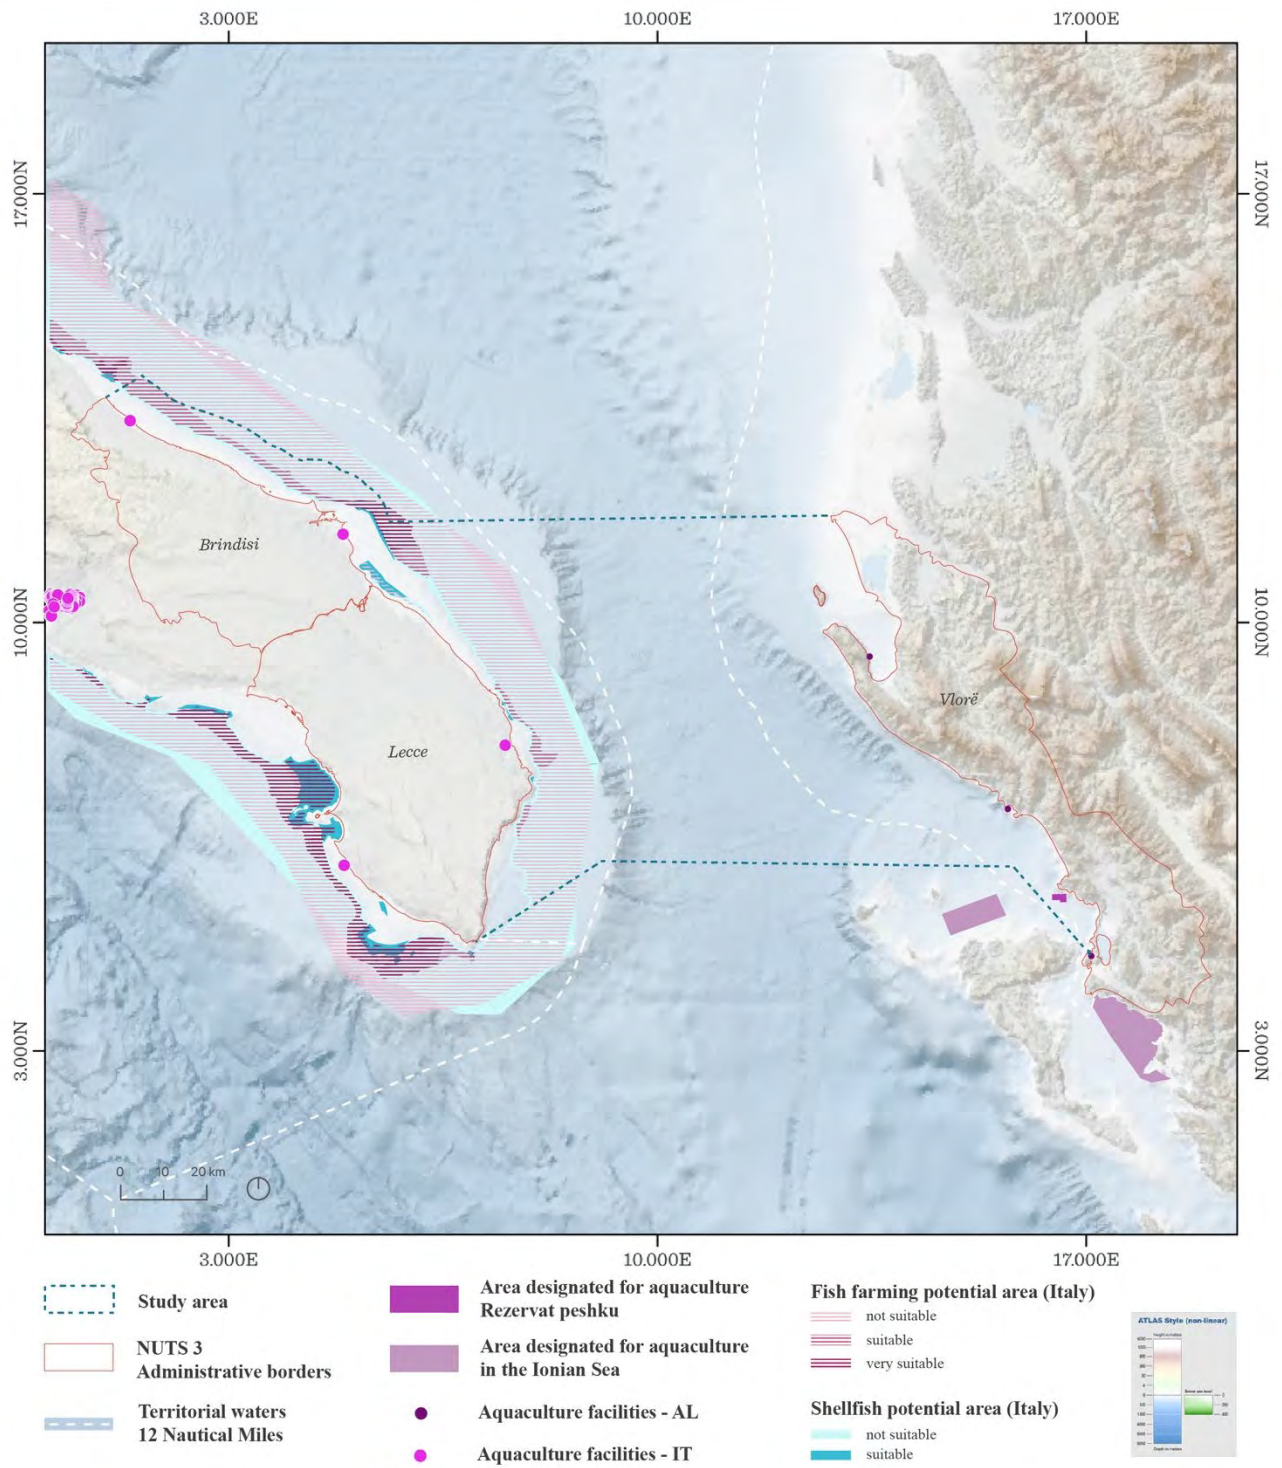 3.000E 10.000E 17.000E
17.000N 17.000N
Brindisi
10.000N 10.000N
Vlorë
Lecce
3.000N 3.000N
0 10 20 km
3.000E 10.000E 17.000E
Study area
NUTS 3
Administrative borders
Territorial waters
12 Nautical Miles
Area designated for aquaculture
Rezervat peshku
Area designated for aquaculture
in the Ionian Sea
Aquaculture facilities - AL
Aquaculture facilities - IT
Fish farming potential area (Italy)
not suitable
suitable
very suitable
Shellfish potential area (Italy)
not suitable
suitable
ATLAS Style (non-linear)